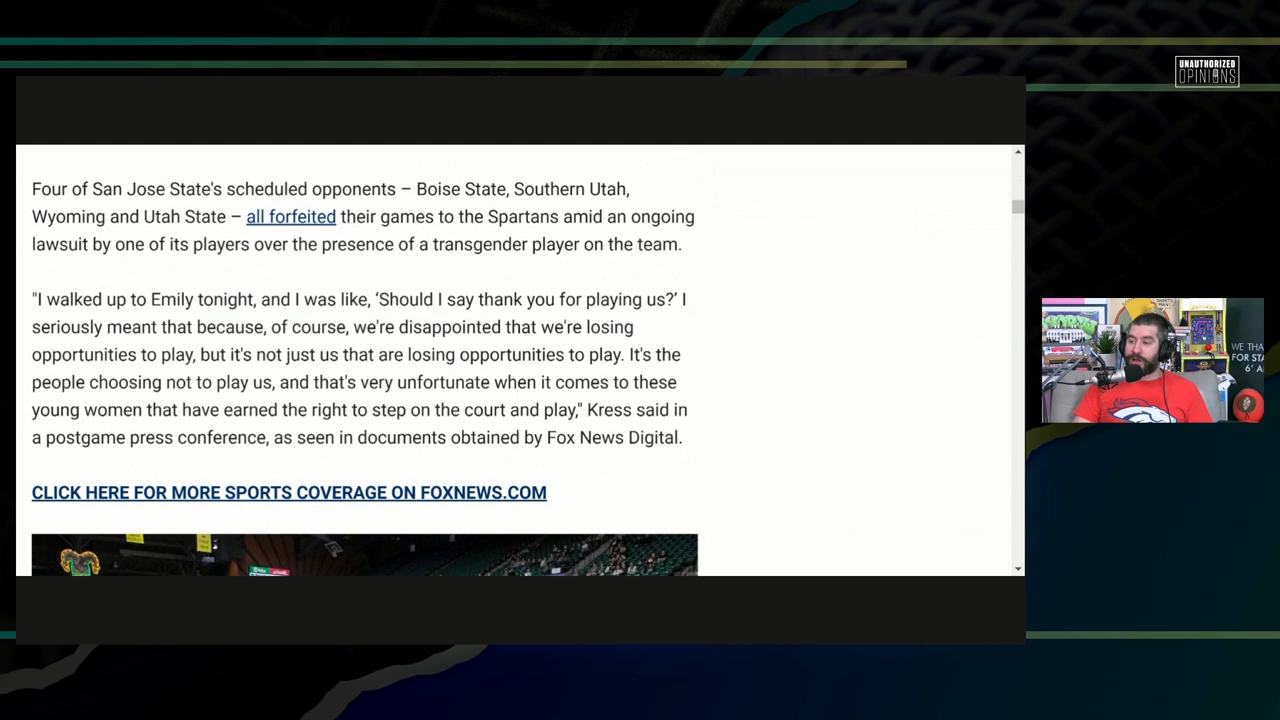 UNAUTHORIZED
OPINIONS
Four of San Jose State's scheduled opponents – Boise State, Southern Utah,
Wyoming and Utah State – all forfeited their games to the Spartans amid an ongoing
lawsuit by one of its players over the presence of a transgender player on the team.
"I walked up to Emily tonight, and I was like, ‘Should I say thank you for playing us?’ I
seriously meant that because, of course, we're disappointed that we're losing
opportunities to play, but it's not just us that are losing opportunities to play. It's the
people choosing not to play us, and that's very unfortunate when it comes to these
young women that have earned the right to step on the court and play," Kress said in
a postgame press conference, as seen in documents obtained by Fox News Digital.
CLICK HERE FOR MORE SPORTS COVERAGE ON FOXNEWS.COM
WE THA
FOR STA
6' A